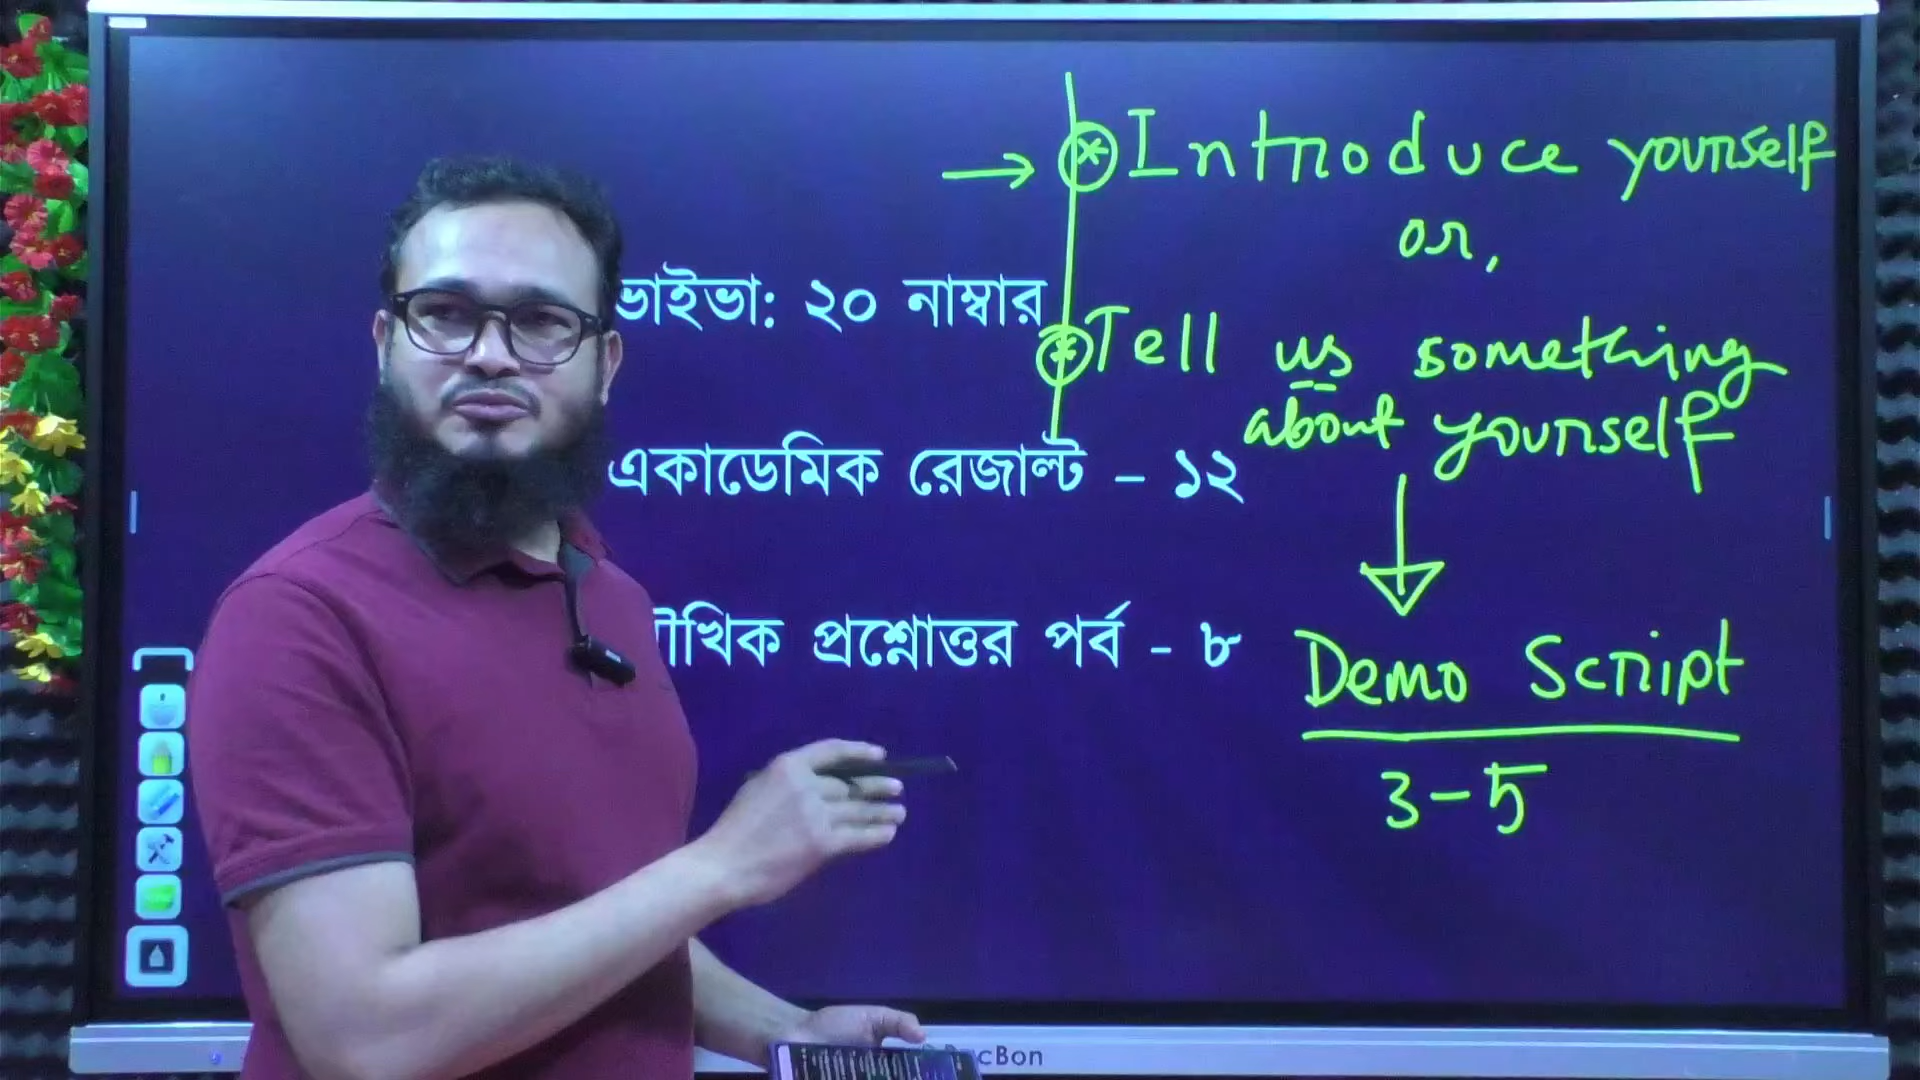 Introduce yourself
or,
ভাইভা: ২০ নাম্বার
Tell us something
about yourself
একাডেমিক রেজাল্ট – ১২
প্রশ্নোত্তর পর্ব - ৮
Demo Script
3-5